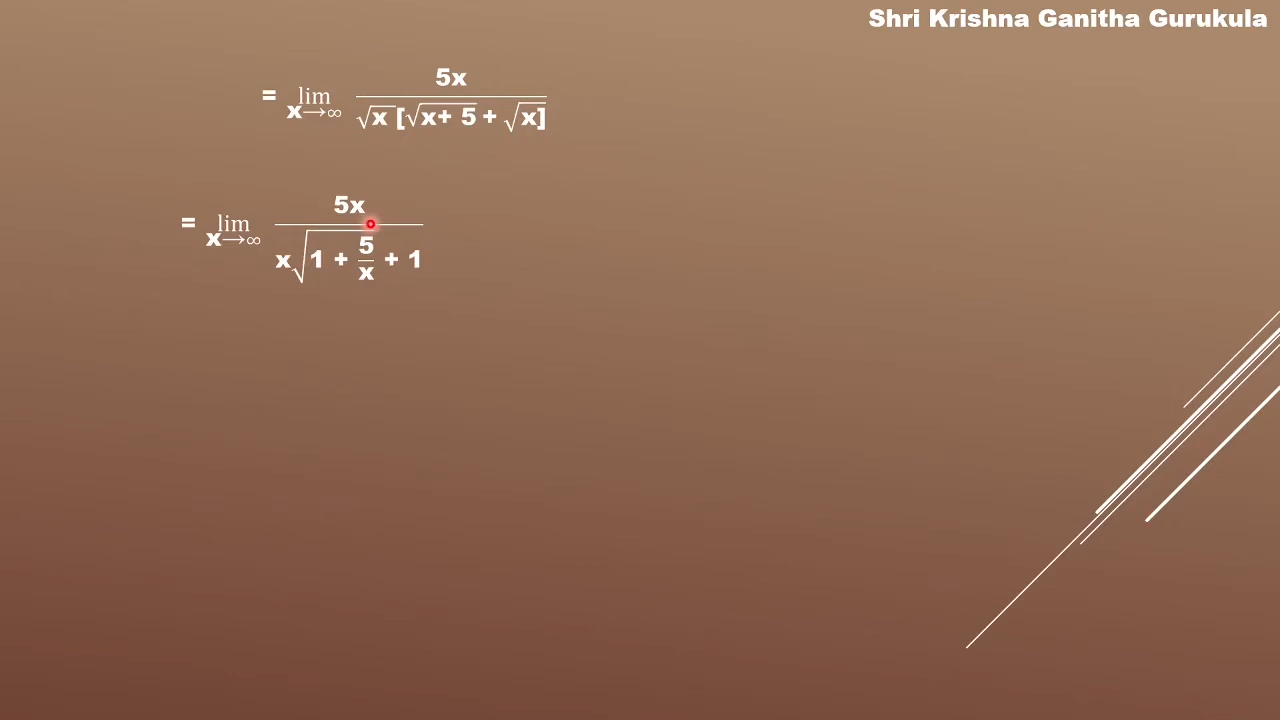 Shri Krishna Ganitha Gurukula
= lim x→∞ 5x / √x [√x+ 5 + √x]
= lim x→∞ 5x / x√1 + 5/x + 1